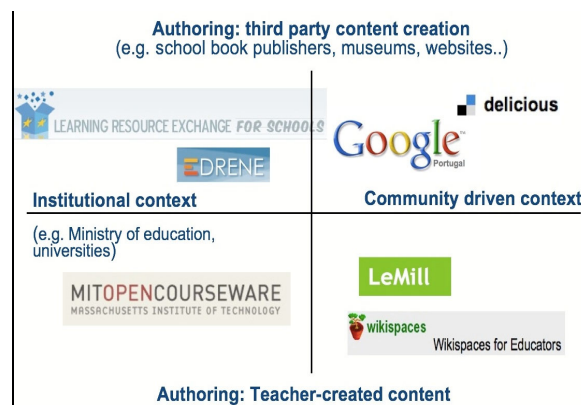 Authoring: third party content creation
(e.g. school book publishers, museums, websites..)
delicious
LEARNING RESOURCE EXCHANGE FOR SCHOOLS
Google™
Portugal
EDRENE
Institutional context
Community driven context
(e.g. Ministry of education,
universities)
LeMill
MITOPENCOURSEWARE
MASSACHUSETTS INSTITUTE OF TECHNOLOGY
wikispaces
Wikispaces for Educators
Authoring: Teacher-created content